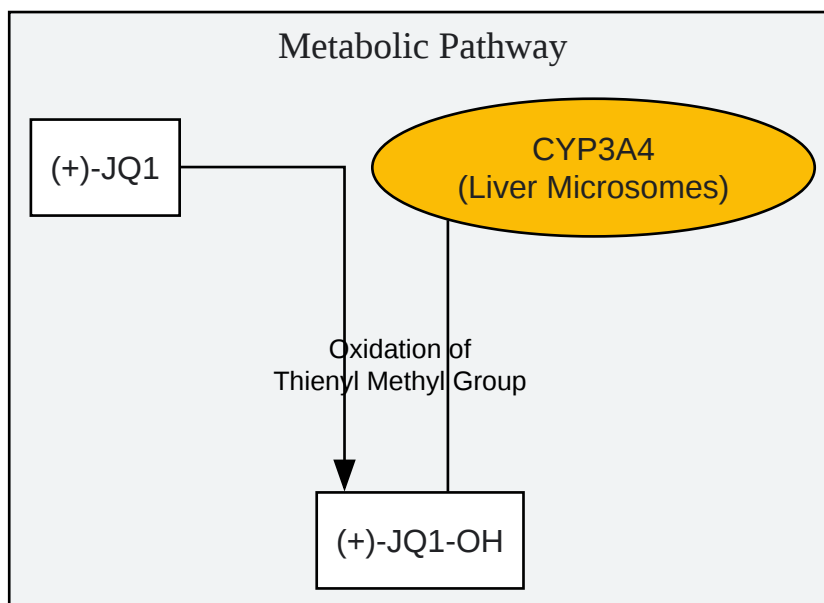 Metabolic Pathway
(+)-JQ1
CYP3A4
(Liver Microsomes)
Oxidation of
Thienyl Methyl Group
(+)-JQ1-OH